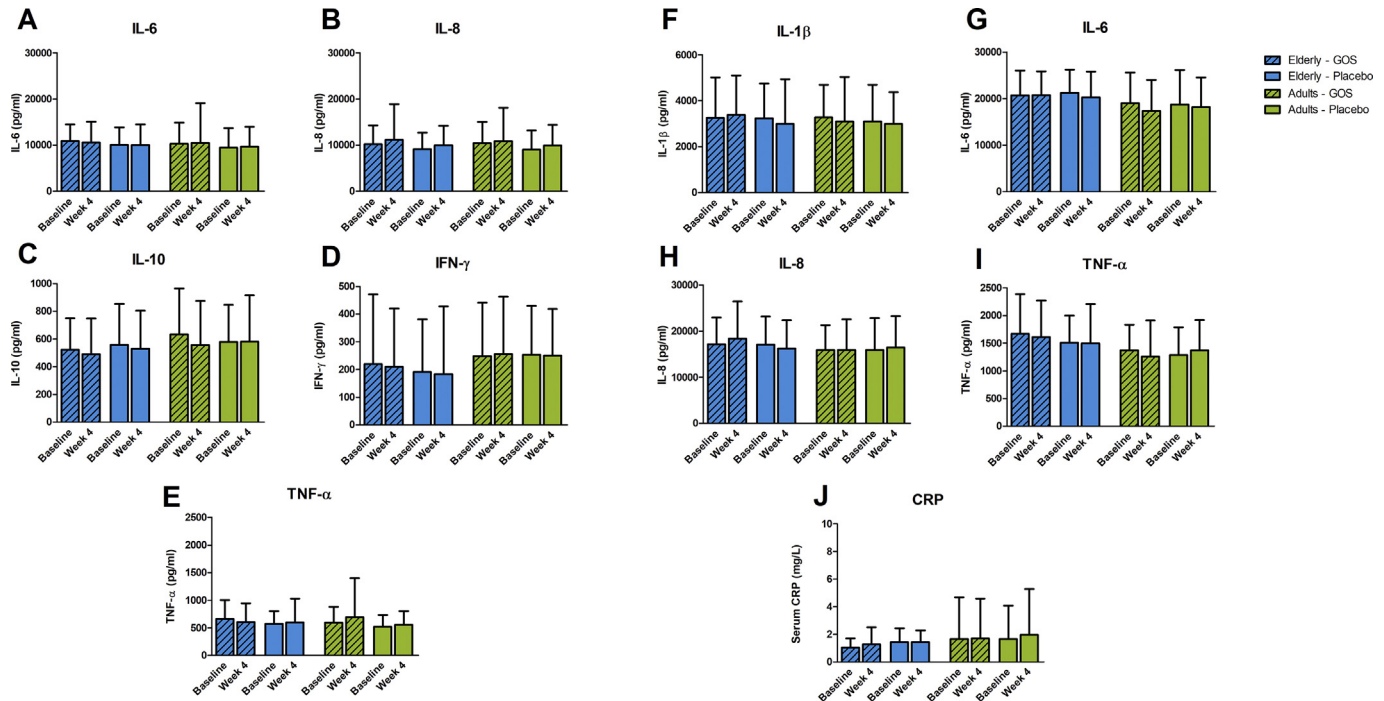 A
IL-6
IL-6 (pg/ml)
30000
20000
10000
0
Baseline
Week 4
Baseline
Week 4
Baseline
Week 4
Baseline
Week 4
B
IL-8
IL-8 (pg/ml)
30000
20000
10000
0
Baseline
Week 4
Baseline
Week 4
Baseline
Week 4
Baseline
Week 4
F
IL-1β
IL-1β (pg/ml)
6000
4000
2000
0
Baseline
Week 4
Baseline
Week 4
Baseline
Week 4
Baseline
Week 4
G
IL-6
IL-6 (pg/ml)
30000
20000
10000
0
Baseline
Week 4
Baseline
Week 4
Baseline
Week 4
Baseline
Week 4
Elderly - GOS
Elderly - Placebo
Adults - GOS
Adults - Placebo
C
IL-10
IL-10 (pg/ml)
1000
800
600
400
200
0
Baseline
Week 4
Baseline
Week 4
Baseline
Week 4
Baseline
Week 4
D
IFN-γ
IFN-γ (pg/ml)
500
400
300
200
100
0
Baseline
Week 4
Baseline
Week 4
Baseline
Week 4
Baseline
Week 4
H
IL-8
IL-8 (pg/ml)
30000
20000
10000
0
Baseline
Week 4
Baseline
Week 4
Baseline
Week 4
Baseline
Week 4
I
TNF-α
TNF-α (pg/ml)
2500
2000
1500
1000
500
0
Baseline
Week 4
Baseline
Week 4
Baseline
Week 4
Baseline
Week 4
E
TNF-α
TNF-α (pg/ml)
2500
2000
1500
1000
500
0
Baseline
Week 4
Baseline
Week 4
Baseline
Week 4
Baseline
Week 4
J
CRP
Serum CRP (mg/L)
10
8
6
4
2
0
Baseline
Week 4
Baseline
Week 4
Baseline
Week 4
Baseline
Week 4